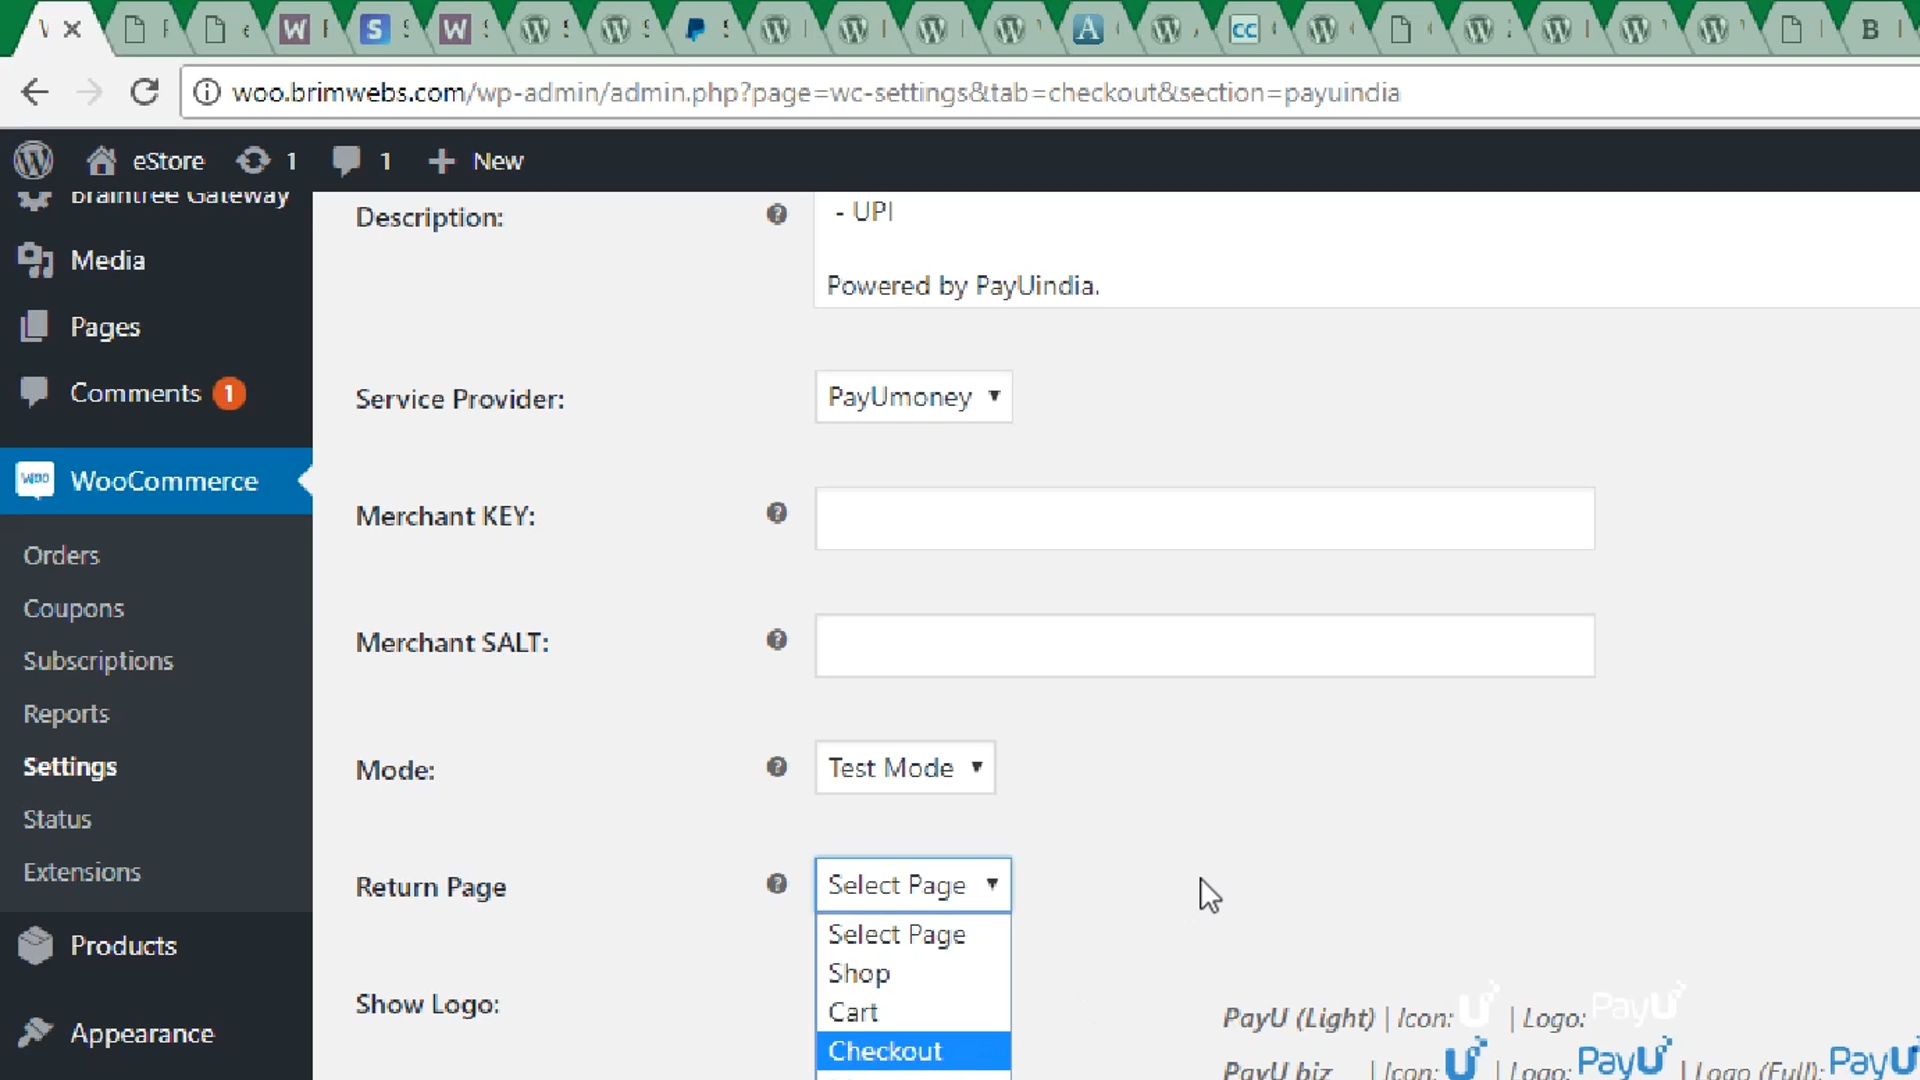 woo.brimwebs.com/wp-admin/admin.php?page=wc-settings&tab=checkout&section=payuindia
eStore 1 1 + New
Braintree Gateway
Media
Pages
Comments 1
WooCommerce
Orders
Coupons
Subscriptions
Reports
Settings
Status
Extensions
Products
Appearance
Description:
- UPI
Powered by PayUindia.
Service Provider: PayUmoney
Merchant KEY:
Merchant SALT:
Mode: Test Mode
Return Page Select Page
Select Page
Shop
Cart
Checkout
Show Logo:
PayU (Light) | Icon: U | Logo: PayU
PayU biz | Icon: U | Logo: PayU | Logo (Full): PayU